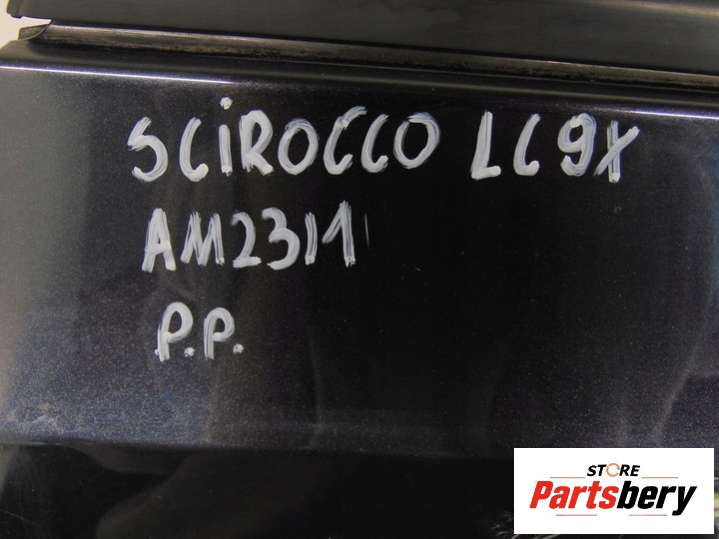 SCIROCCO LC9X
AM2311
P.P.
STORE
Partsbery